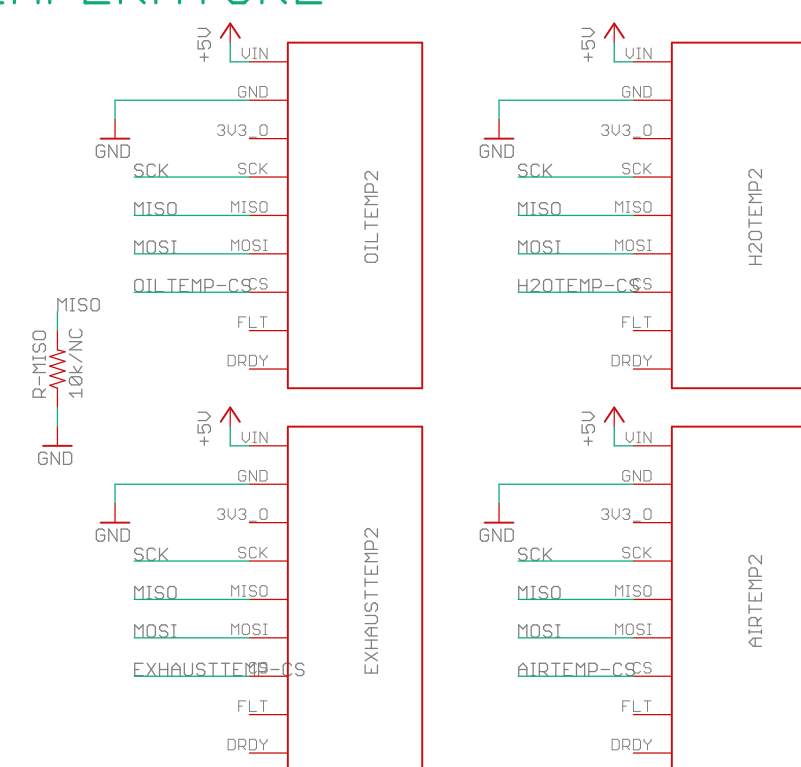 +5V
VIN
GND
GND
3V3_O
SCK
SCK
MISO
MISO
MOSI
MOSI
OILTEMP-CS
CS
FLT
DRDY
OILTEMP2
+5V
VIN
GND
GND
3V3_O
SCK
SCK
MISO
MISO
MOSI
MOSI
H2OTEMP-CS
CS
FLT
DRDY
H2OTEMP2
MISO
R-MISO
10k/NC
GND
+5V
VIN
GND
GND
3V3_O
SCK
SCK
MISO
MISO
MOSI
MOSI
EXHAUSTTEMP-CS
CS
FLT
DRDY
EXHAUSTTEMP2
+5V
VIN
GND
GND
3V3_O
SCK
SCK
MISO
MISO
MOSI
MOSI
AIRTEMP-CS
CS
FLT
DRDY
AIRTEMP2